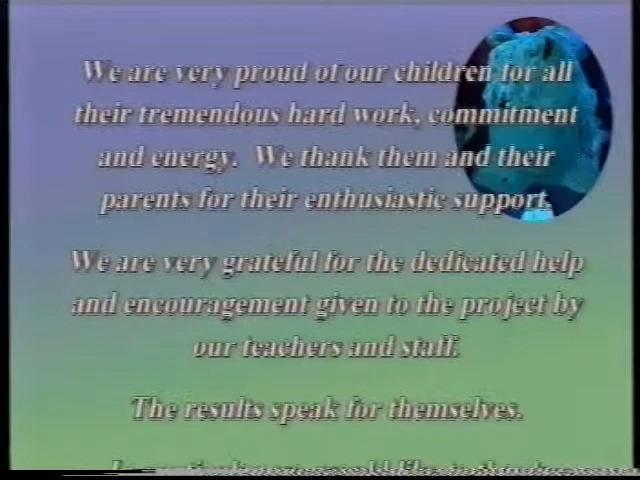 We are very proud of our children for all
their tremendous hard work, commitment
and energy. We thank them and their
parents for their enthusiastic support.
We are very grateful for the dedicated help
and encouragement given to the project by
our teachers and staff.
The results speak for themselves.